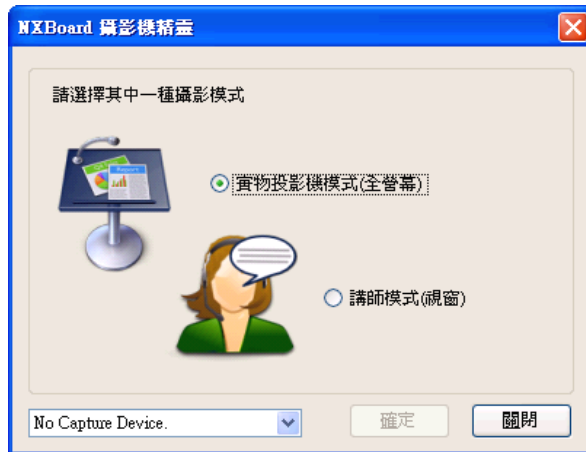 NXBoard 攝影機精靈
請選擇其中一種攝影模式
實物投影機模式(全螢幕)
講師模式(視窗)
No Capture Device.
確定
關閉